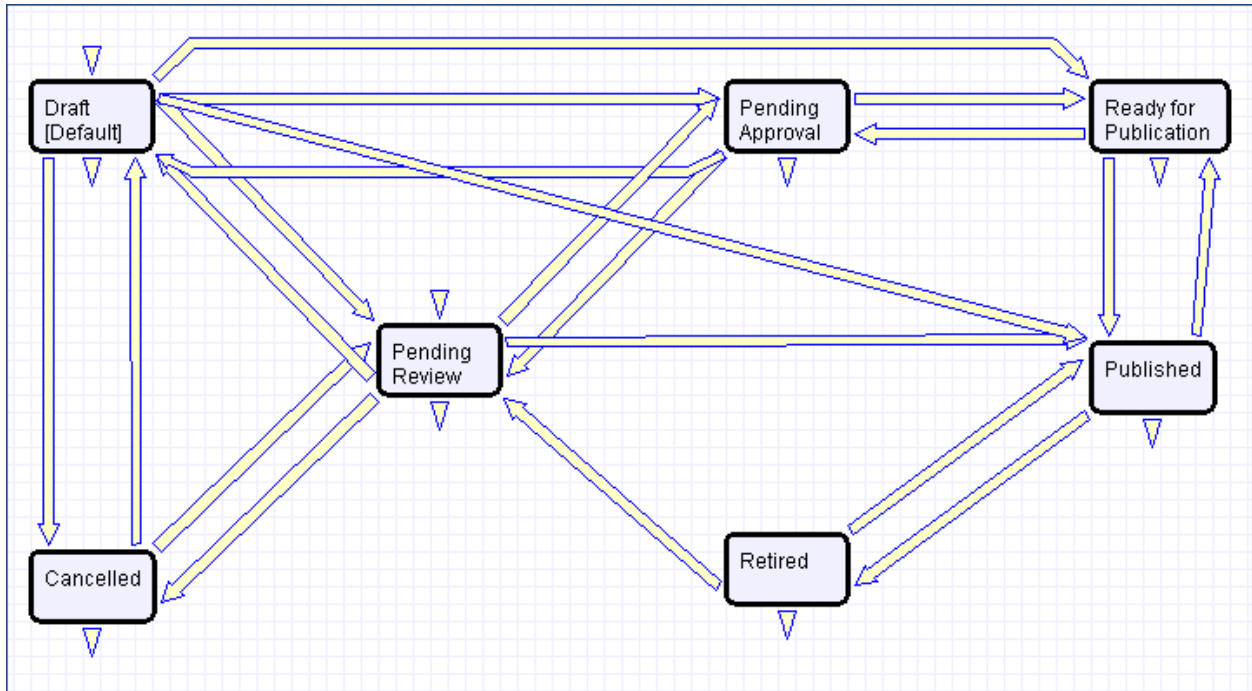 Draft
[Default]
Pending
Approval
Ready for
Publication
Pending
Review
Published
Cancelled
Retired